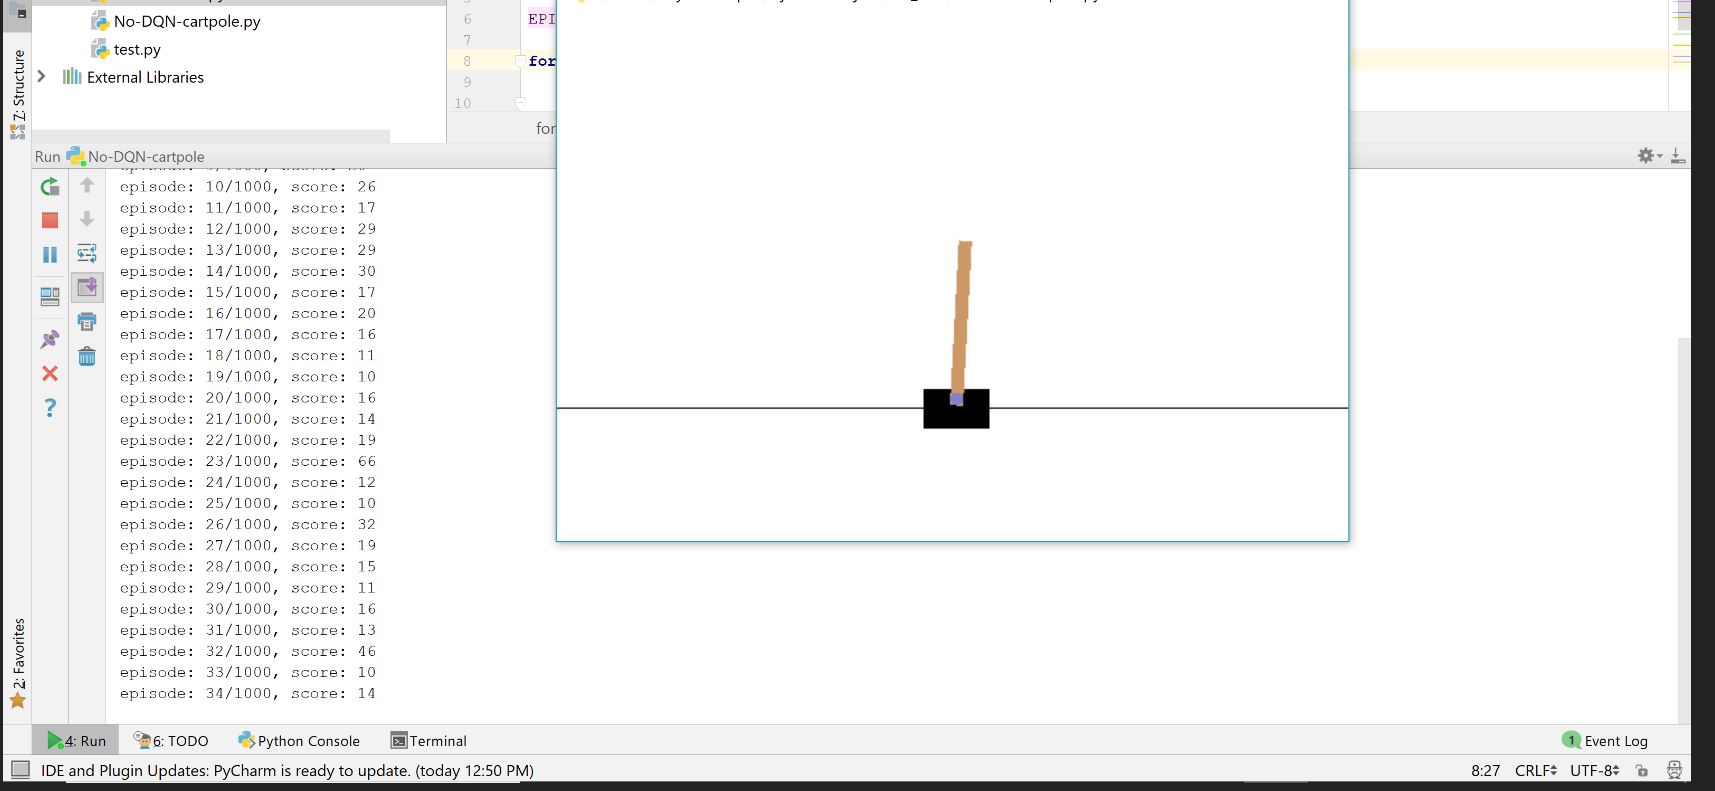 No-DQN-cartpole.py
test.py
External Libraries
Z: Structure
6 EPI
7
8 for
9
10
for
Run No-DQN-cartpole
episode: 10/1000, score: 26
episode: 11/1000, score: 17
episode: 12/1000, score: 29
episode: 13/1000, score: 29
episode: 14/1000, score: 30
episode: 15/1000, score: 17
episode: 16/1000, score: 20
episode: 17/1000, score: 16
episode: 18/1000, score: 11
episode: 19/1000, score: 10
episode: 20/1000, score: 16
episode: 21/1000, score: 14
episode: 22/1000, score: 19
episode: 23/1000, score: 66
episode: 24/1000, score: 12
episode: 25/1000, score: 10
episode: 26/1000, score: 32
episode: 27/1000, score: 19
episode: 28/1000, score: 15
episode: 29/1000, score: 11
episode: 30/1000, score: 16
episode: 31/1000, score: 13
episode: 32/1000, score: 46
episode: 33/1000, score: 10
episode: 34/1000, score: 14
2: Favorites
4: Run 6: TODO Python Console Terminal 1 Event Log
IDE and Plugin Updates: PyCharm is ready to update. (today 12:50 PM) 8:27 CRLF UTF-8